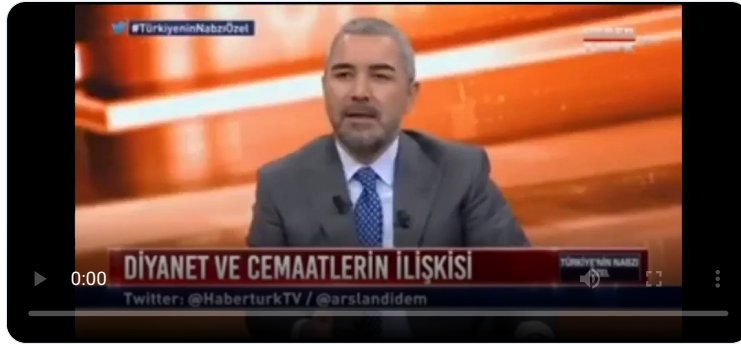 #TürkiyeninNabzıÖzel
DİYANET VE CEMAATLERİN İLİŞKİSİ
TÜRKİYE'NİN NABZI
ÖZEL
0:00
Twitter: @HaberturkTV / @arslandidem